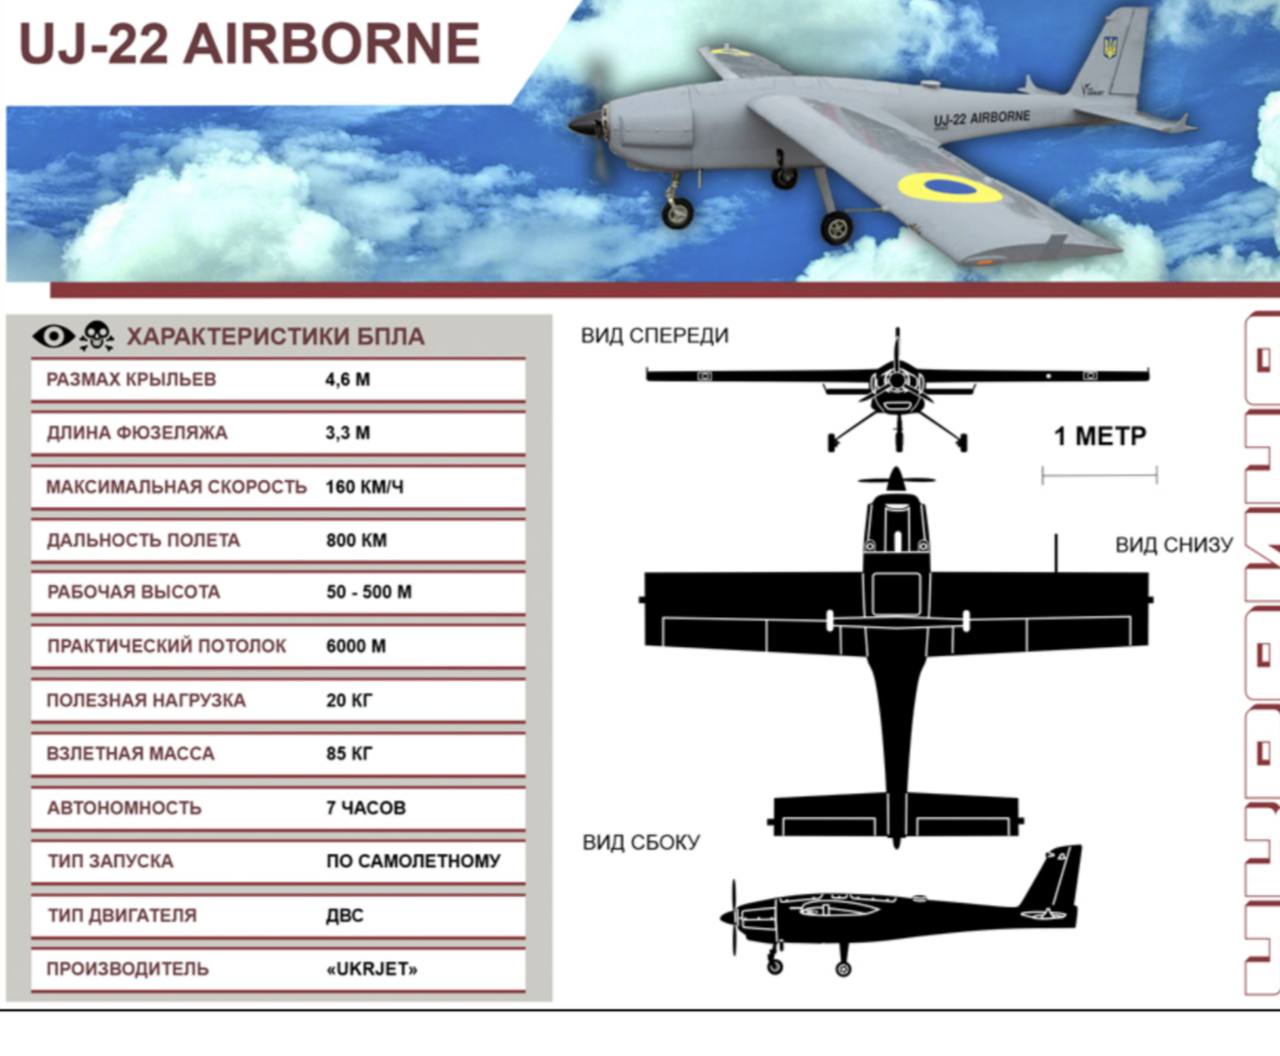 UJ-22 AIRBORNE
UJ-22 AIRBORNE
ХАРАКТЕРИСТИКИ БПЛА
РАЗМАХ КРЫЛЬЕВ 4,6 М
ДЛИНА ФЮЗЕЛЯЖА 3,3 М
МАКСИМАЛЬНАЯ СКОРОСТЬ 160 КМ/Ч
ДАЛЬНОСТЬ ПОЛЕТА 800 КМ
РАБОЧАЯ ВЫСОТА 50 - 500 М
ПРАКТИЧЕСКИЙ ПОТОЛОК 6000 М
ПОЛЕЗНАЯ НАГРУЗКА 20 КГ
ВЗЛЕТНАЯ МАССА 85 КГ
АВТОНОМНОСТЬ 7 ЧАСОВ
ТИП ЗАПУСКА ПО САМОЛЕТНОМУ
ТИП ДВИГАТЕЛЯ ДВС
ПРОИЗВОДИТЕЛЬ «UKRJET»
ВИД СПЕРЕДИ
1 МЕТР
ВИД СНИЗУ
ВИД СБОКУ